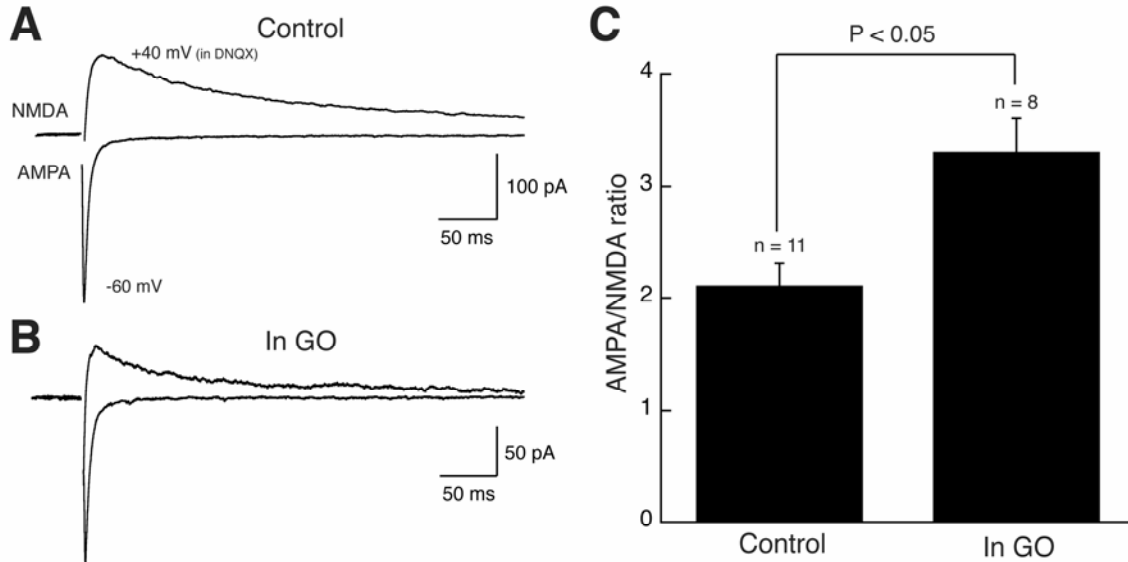 A
Control
+40 mV (in DNQX)
NMDA
AMPA
100 pA
50 ms
-60 mV
B
In GO
50 pA
50 ms
C
P < 0.05
4
3
2
1
0
AMPA/NMDA ratio
n = 11
n = 8
Control
In GO